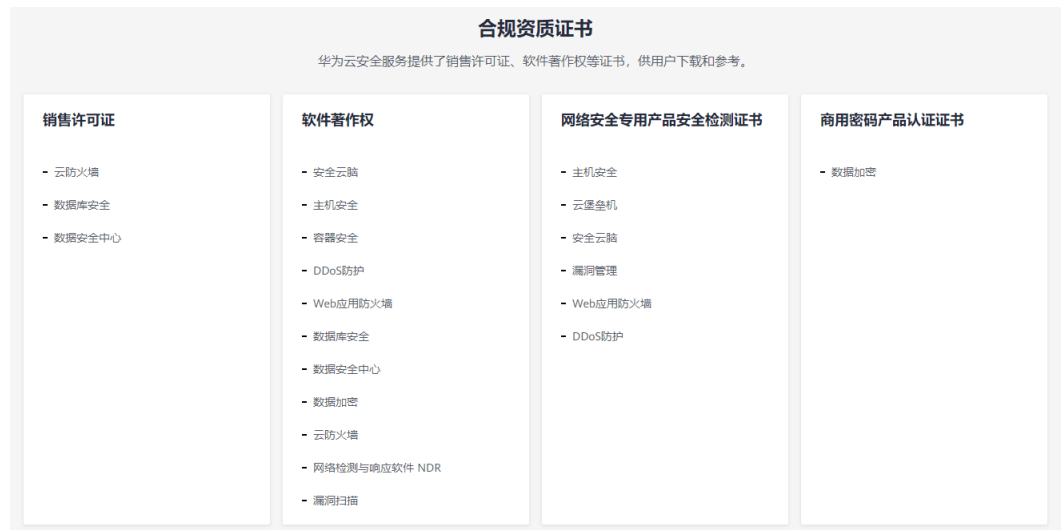 合规资质证书
华为云安全服务提供了销售许可证、软件著作权等证书，供用户下载和参考。
销售许可证
- 云防火墙
- 数据库安全
- 数据安全中心
软件著作权
- 安全云脑
- 主机安全
- 容器安全
- DDoS防护
- Web应用防火墙
- 数据库安全
- 数据安全中心
- 数据加密
- 云防火墙
- 网络检测与响应软件 NDR
- 漏洞扫描
网络安全专用产品安全检测证书
- 主机安全
- 云堡垒机
- 安全云脑
- 漏洞管理
- Web应用防火墙
- DDoS防护
商用密码产品认证证书
- 数据加密